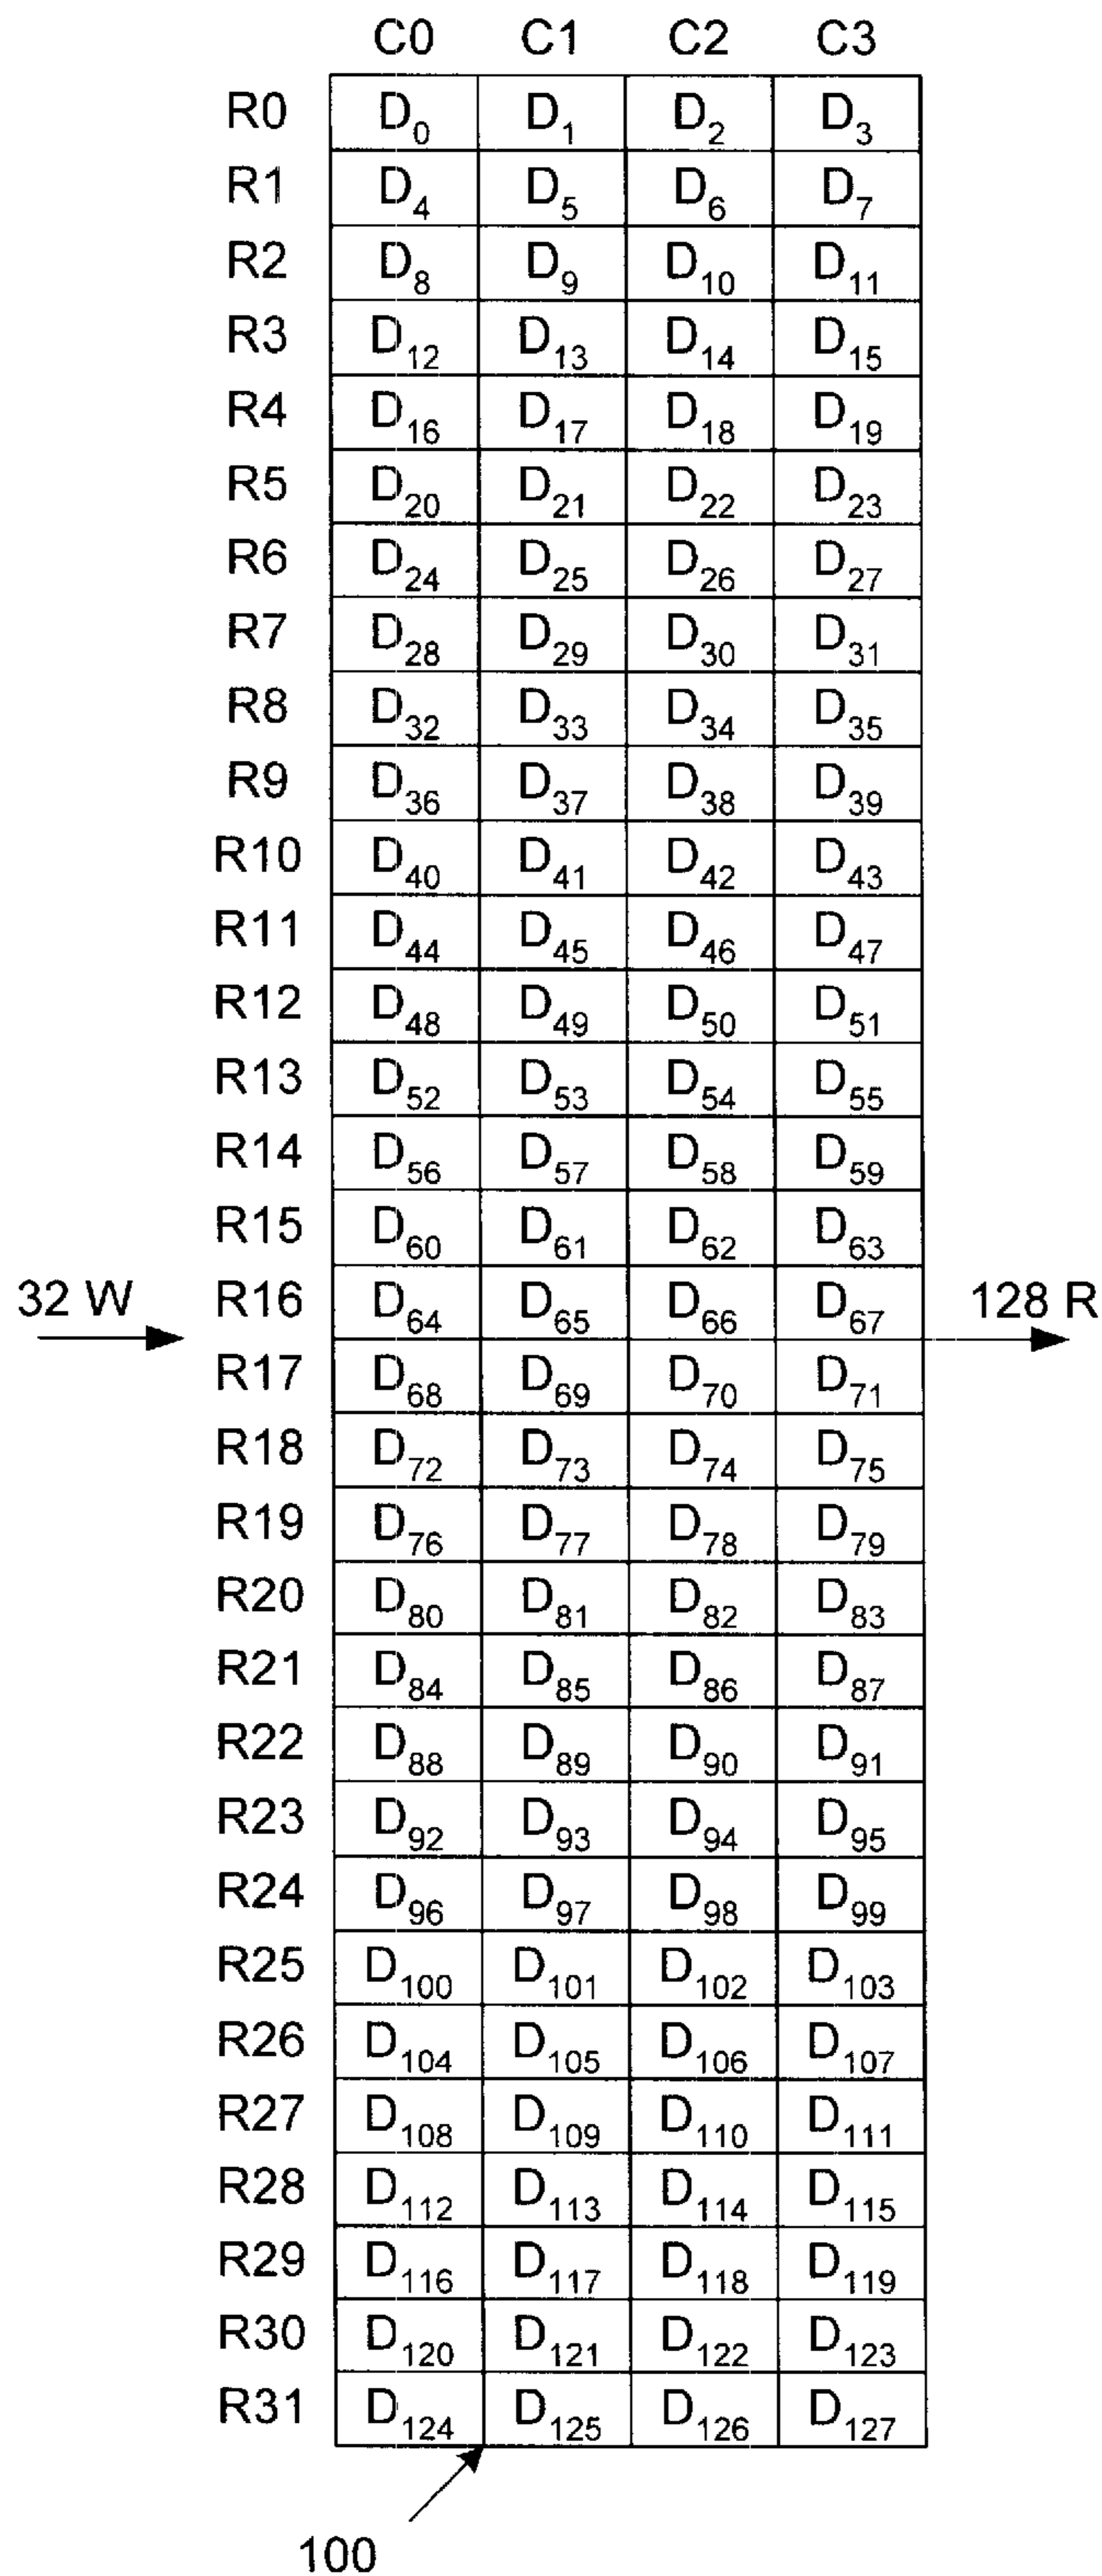 C0 C1 C2 C3
R0 D₀ D₁ D₂ D₃
R1 D₄ D₅ D₆ D₇
R2 D₈ D₉ D₁₀ D₁₁
R3 D₁₂ D₁₃ D₁₄ D₁₅
R4 D₁₆ D₁₇ D₁₈ D₁₉
R5 D₂₀ D₂₁ D₂₂ D₂₃
R6 D₂₄ D₂₅ D₂₆ D₂₇
R7 D₂₈ D₂₉ D₃₀ D₃₁
R8 D₃₂ D₃₃ D₃₄ D₃₅
R9 D₃₆ D₃₇ D₃₈ D₃₉
R10 D₄₀ D₄₁ D₄₂ D₄₃
R11 D₄₄ D₄₅ D₄₆ D₄₇
R12 D₄₈ D₄₉ D₅₀ D₅₁
R13 D₅₂ D₅₃ D₅₄ D₅₅
R14 D₅₆ D₅₇ D₅₈ D₅₉
R15 D₆₀ D₆₁ D₆₂ D₆₃
32 W R16 D₆₄ D₆₅ D₆₆ D₆₇ 128 R
R17 D₆₈ D₆₉ D₇₀ D₇₁
R18 D₇₂ D₇₃ D₇₄ D₇₅
R19 D₇₆ D₇₇ D₇₈ D₇₉
R20 D₈₀ D₈₁ D₈₂ D₈₃
R21 D₈₄ D₈₅ D₈₆ D₈₇
R22 D₈₈ D₈₉ D₉₀ D₉₁
R23 D₉₂ D₉₃ D₉₄ D₉₅
R24 D₉₆ D₉₇ D₉₈ D₉₉
R25 D₁₀₀ D₁₀₁ D₁₀₂ D₁₀₃
R26 D₁₀₄ D₁₀₅ D₁₀₆ D₁₀₇
R27 D₁₀₈ D₁₀₉ D₁₁₀ D₁₁₁
R28 D₁₁₂ D₁₁₃ D₁₁₄ D₁₁₅
R29 D₁₁₆ D₁₁₇ D₁₁₈ D₁₁₉
R30 D₁₂₀ D₁₂₁ D₁₂₂ D₁₂₃
R31 D₁₂₄ D₁₂₅ D₁₂₆ D₁₂₇
100